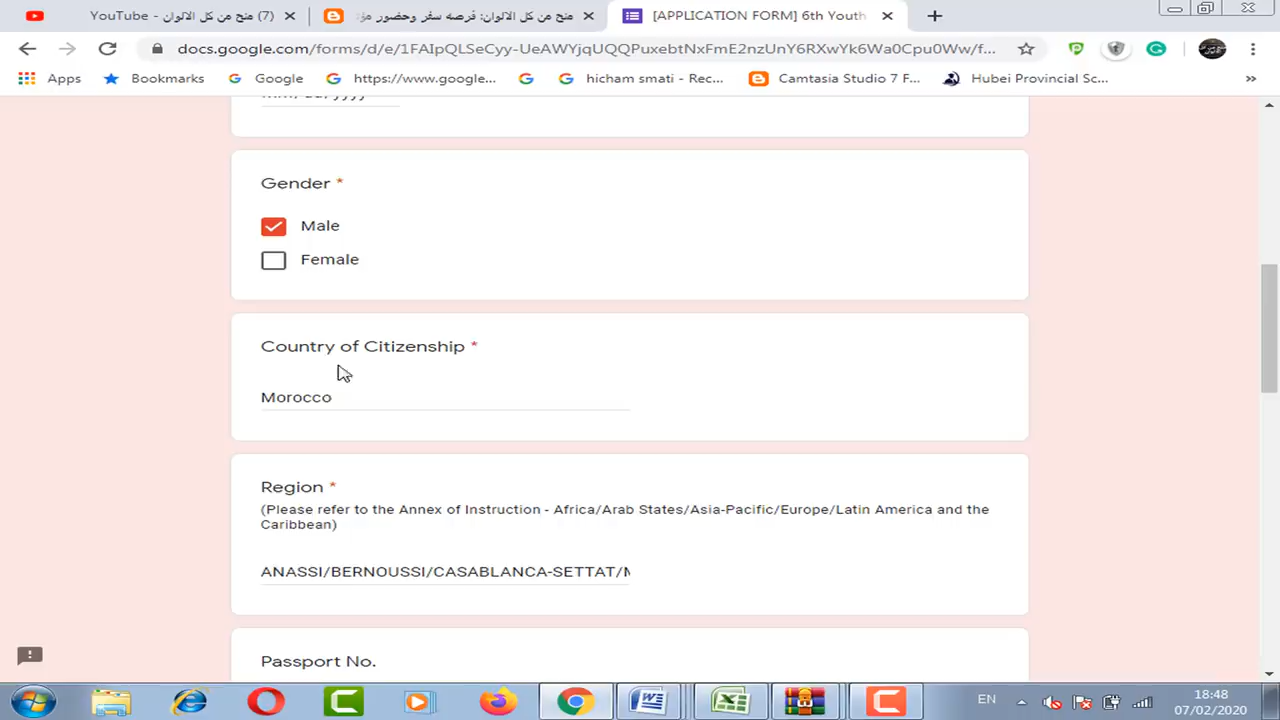 YouTube - منح من كل الالوان (7)
منح من كل الالوان: فرصة سفر وحضور
[APPLICATION FORM] 6th Youth
docs.google.com/forms/d/e/1FAIpQLSeCyy-UeAWYjqUQQPuxebtNxFmE2nzUnY6RXwYk6Wa0Cpu0Ww/f...
Apps Bookmarks Google https://www.google... hicham smati - Rec... Camtasia Studio 7 F... Hubei Provincial Sc... »
Gender *
Male
Female
Country of Citizenship *
Morocco
Region *
(Please refer to the Annex of Instruction - Africa/Arab States/Asia-Pacific/Europe/Latin America and the
Caribbean)
ANASSI/BERNOUSSI/CASABLANCA-SETTAT/M
Passport No.
EN
18:48
07/02/2020